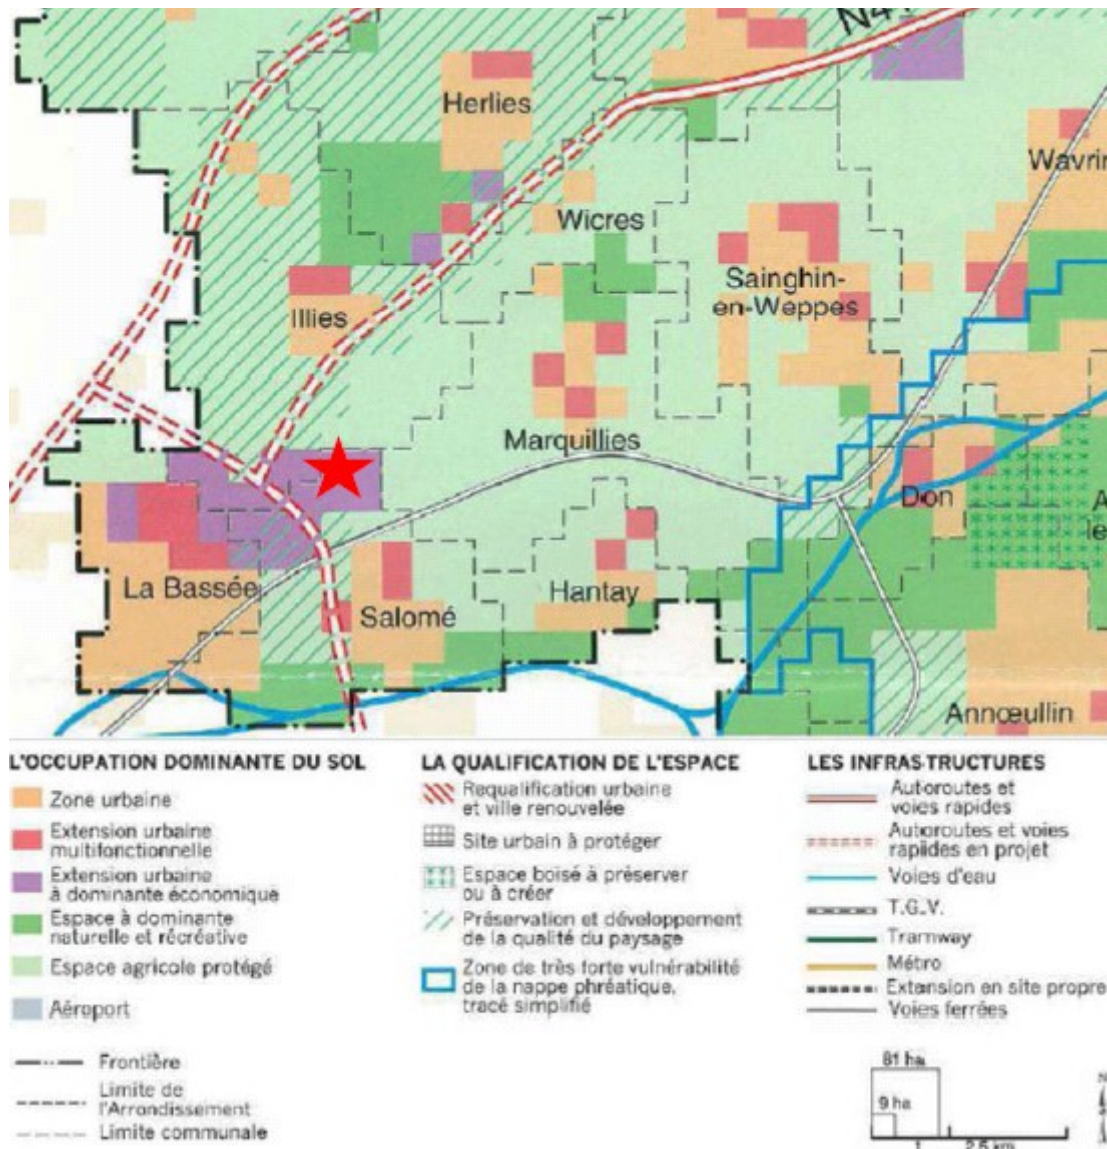 N41
Herlies
Wavrin
Wicres
Sainghin-
en-Weppes
Illies
Marquillies
Don
A
le
La Bassée
Salomé
Hantay
Annœullin
L'OCCUPATION DOMINANTE DU SOL
Zone urbaine
Extension urbaine
multifonctionnelle
Extension urbaine
à dominante économique
Espace à dominante
naturelle et récréative
Espace agricole protégé
Aéroport
Frontière
Limite de
l'Arrondissement
Limite communale
LA QUALIFICATION DE L'ESPACE
Requalification urbaine
et ville renouvelée
Site urbain à protéger
Espace boisé à préserver
ou à créer
Préservation et développement
de la qualité du paysage
Zone de très forte vulnérabilité
de la nappe phréatique,
tracé simplifié
LES INFRASTRUCTURES
Autoroutes et
voies rapides
Autoroutes et voies
rapides en projet
Voies d'eau
T.G.V.
Tramway
Métro
Extension en site propre
Voies ferrées
81 ha
9 ha
1
2.5 km
N